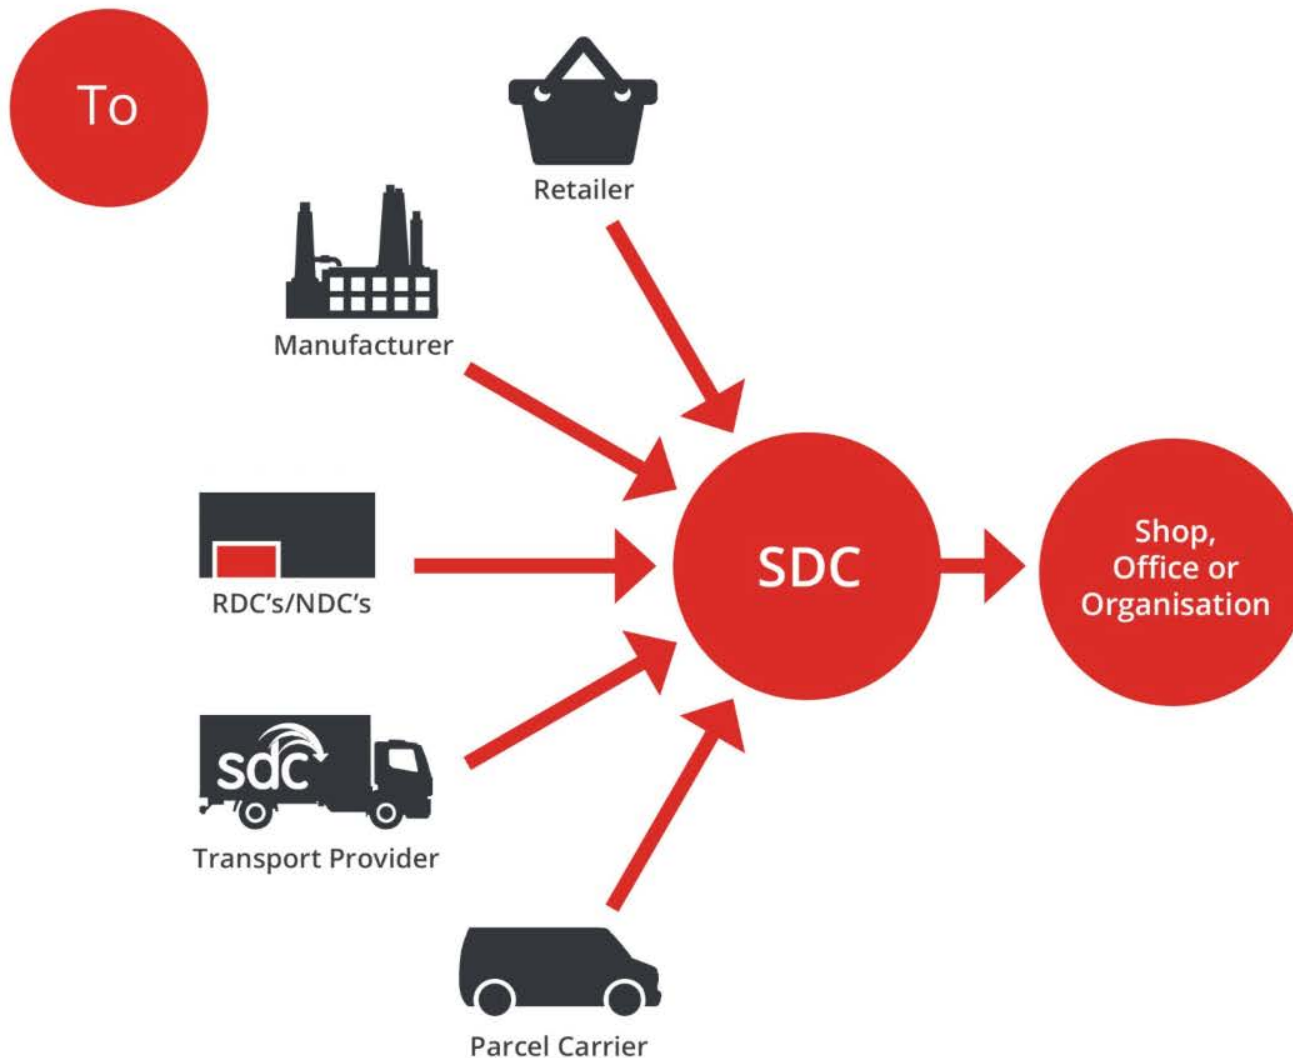 To
Retailer
Manufacturer
RDC's/NDC's
SDC
Shop,
Office or
Organisation
sdc
Transport Provider
Parcel Carrier